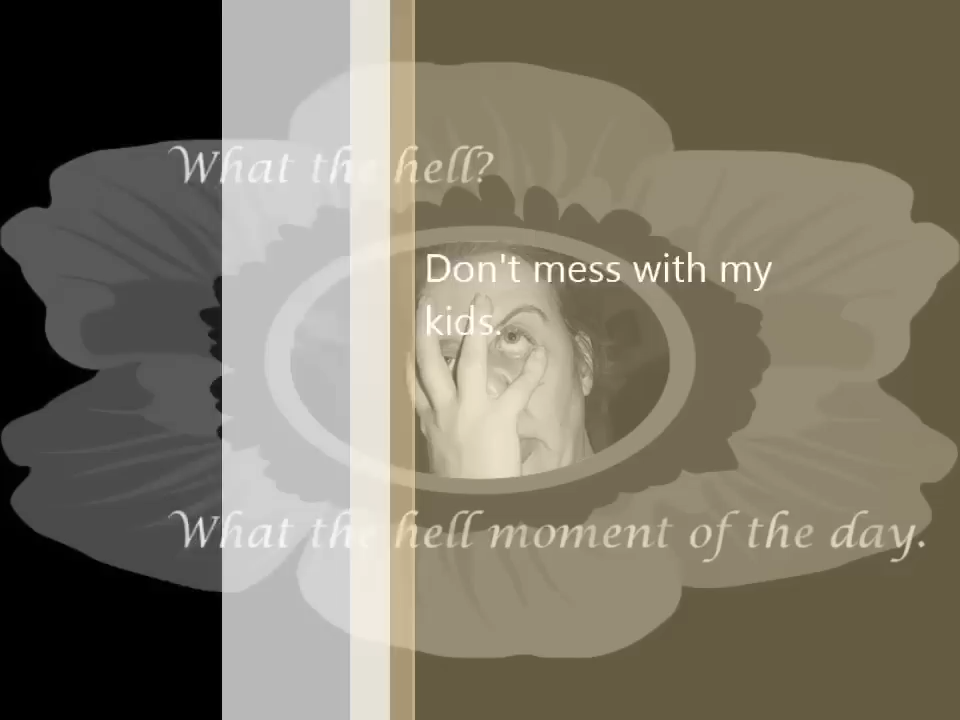 What the hell?
Don't mess with my
kids.
What the hell moment of the day.